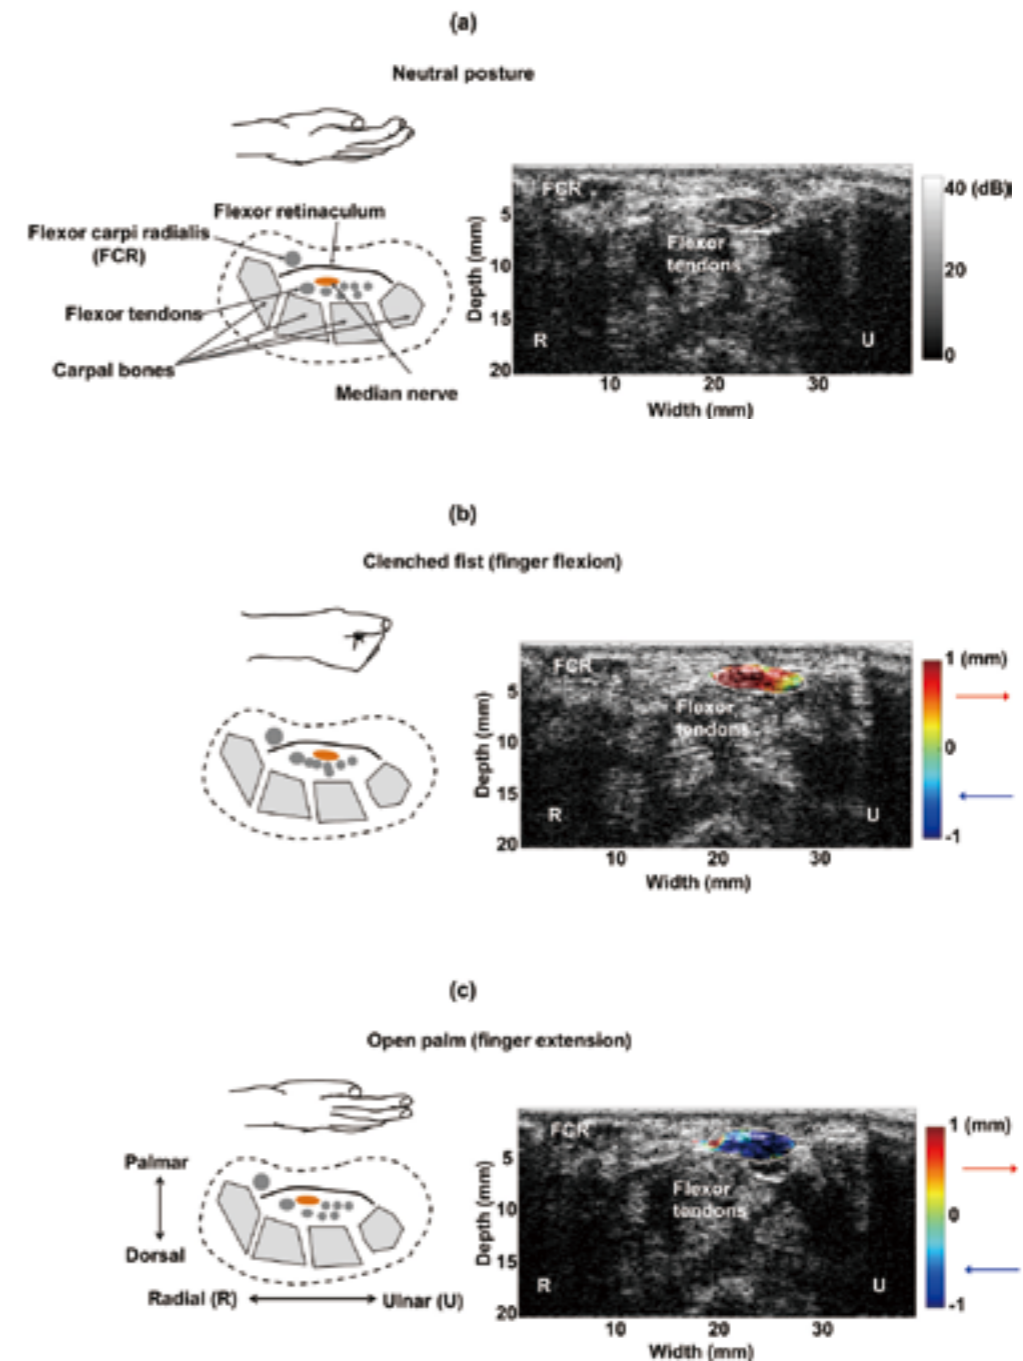 (a)
Neutral posture
Flexor retinaculum
Flexor carpi radialis
(FCR)
Flexor tendons
Carpal bones
Median nerve
FCR
Flexor
tendons
R
U
Depth (mm)
5
10
15
20
10
20
30
Width (mm)
40 (dB)
20
0
(b)
Clenched fist (finger flexion)
FCR
Flexor
tendons
R
U
Depth (mm)
5
10
15
20
10
20
30
Width (mm)
1 (mm)
0
-1
(c)
Open palm (finger extension)
Palmar
Dorsal
Radial (R)
Ulnar (U)
FCR
Flexor
tendons
R
U
Depth (mm)
5
10
15
20
10
20
30
Width (mm)
1 (mm)
0
-1